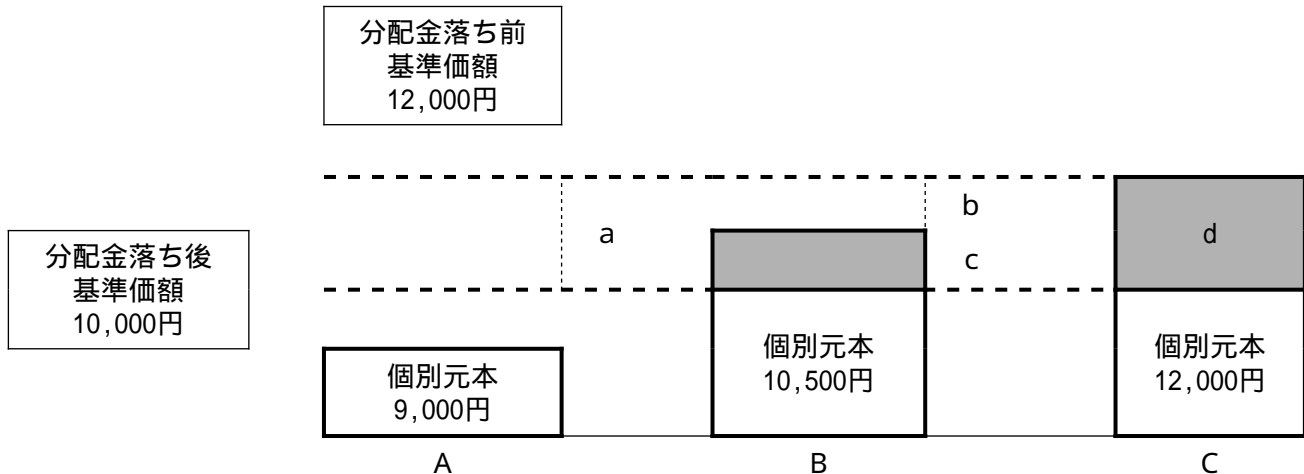 分配金落ち前
基準価額
12,000円
分配金落ち後
基準価額
10,000円
a
b
c
d
個別元本
9,000円
個別元本
10,500円
個別元本
12,000円
A
B
C